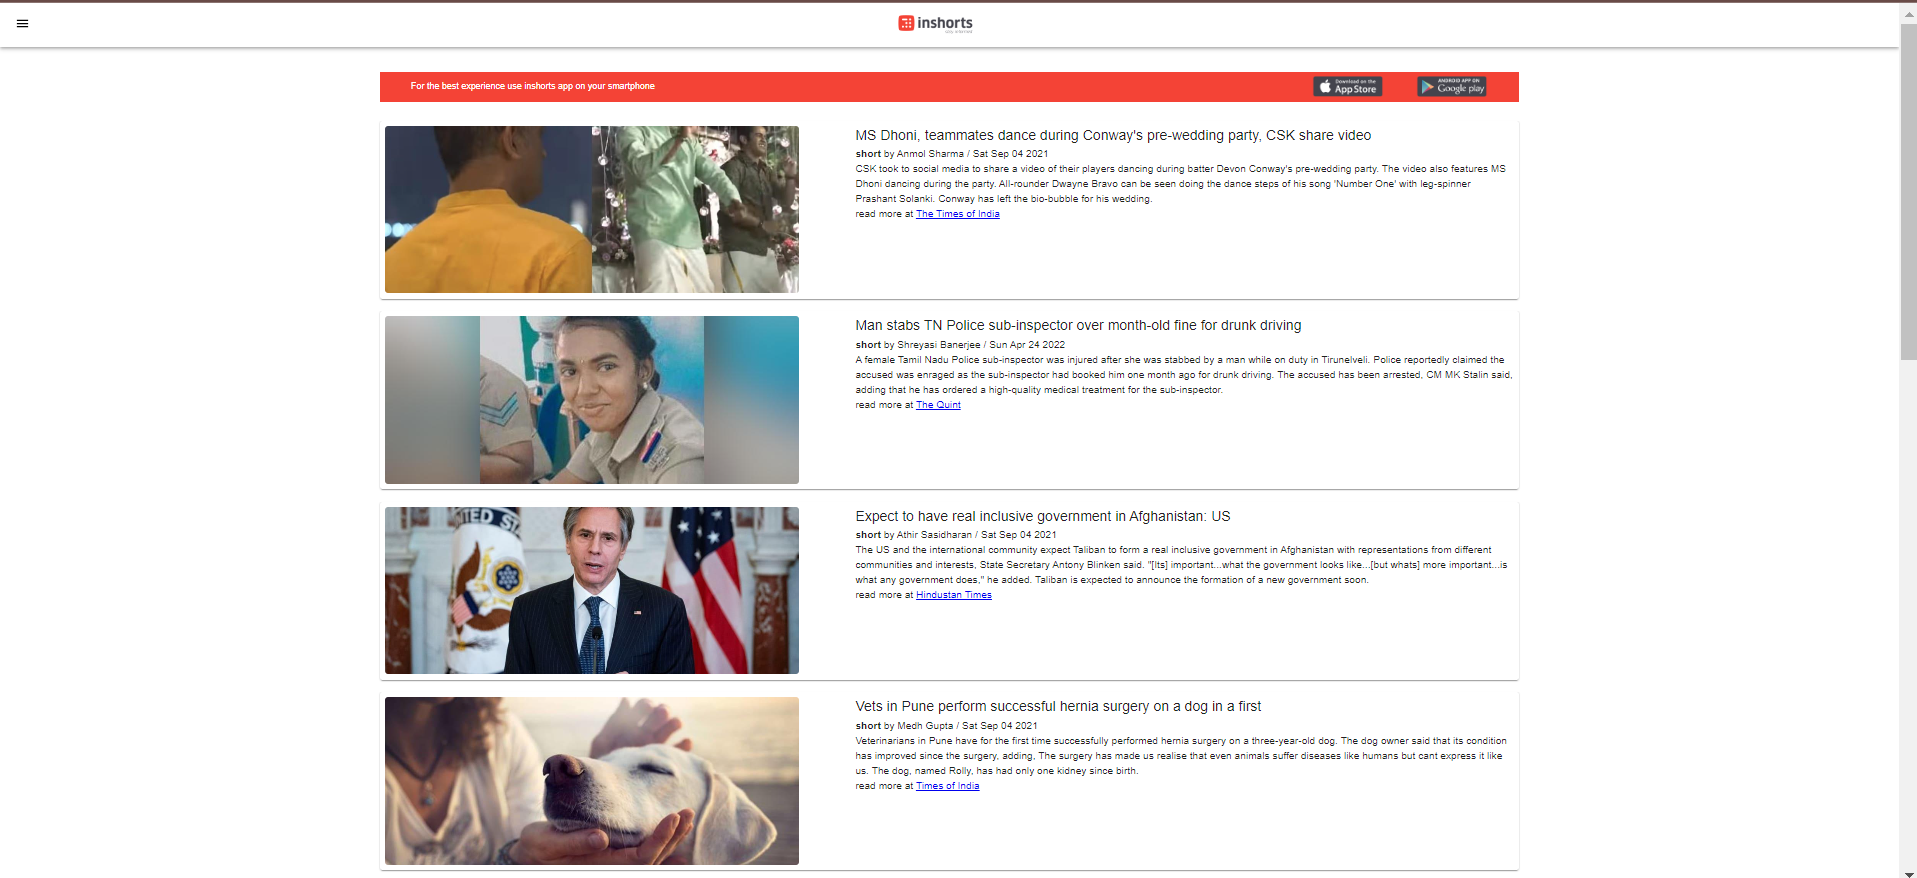 inshorts
For the best experience use inshorts app on your smartphone
Download on the
App Store
ANDROID APP ON
Google play
MS Dhoni, teammates dance during Conway's pre-wedding party, CSK share video
short by Anmol Sharma / Sat Sep 04 2021
CSK took to social media to share a video of their players dancing during batter Devon Conway's pre-wedding party. The video also features MS
Dhoni dancing during the party. All-rounder Dwayne Bravo can be seen doing the dance steps of his song 'Number One' with leg-spinner
Prashant Solanki. Conway has left the bio-bubble for his wedding.
read more at The Times of India
Man stabs TN Police sub-inspector over month-old fine for drunk driving
short by Shreyasi Banerjee / Sun Apr 24 2022
A female Tamil Nadu Police sub-inspector was injured after she was stabbed by a man while on duty in Tirunelveli. Police reportedly claimed the
accused was enraged as the sub-inspector had booked him one month ago for drunk driving. The accused has been arrested, CM MK Stalin said,
adding that he has ordered a high-quality medical treatment for the sub-inspector.
read more at The Quint
TED STA
Expect to have real inclusive government in Afghanistan: US
short by Athir Sasidharan / Sat Sep 04 2021
The US and the international community expect Taliban to form a real inclusive government in Afghanistan with representations from different
communities and interests, State Secretary Antony Blinken said. "[Its] important...what the government looks like...[but whats] more important...is
what any government does," he added. Taliban is expected to announce the formation of a new government soon.
read more at Hindustan Times
Vets in Pune perform successful hernia surgery on a dog in a first
short by Medh Gupta / Sat Sep 04 2021
Veterinarians in Pune have for the first time successfully performed hernia surgery on a three-year-old dog. The dog owner said that its condition
has improved since the surgery, adding, The surgery has made us realise that even animals suffer diseases like humans but cant express it like
us. The dog, named Rolly, has had only one kidney since birth.
read more at Times of India